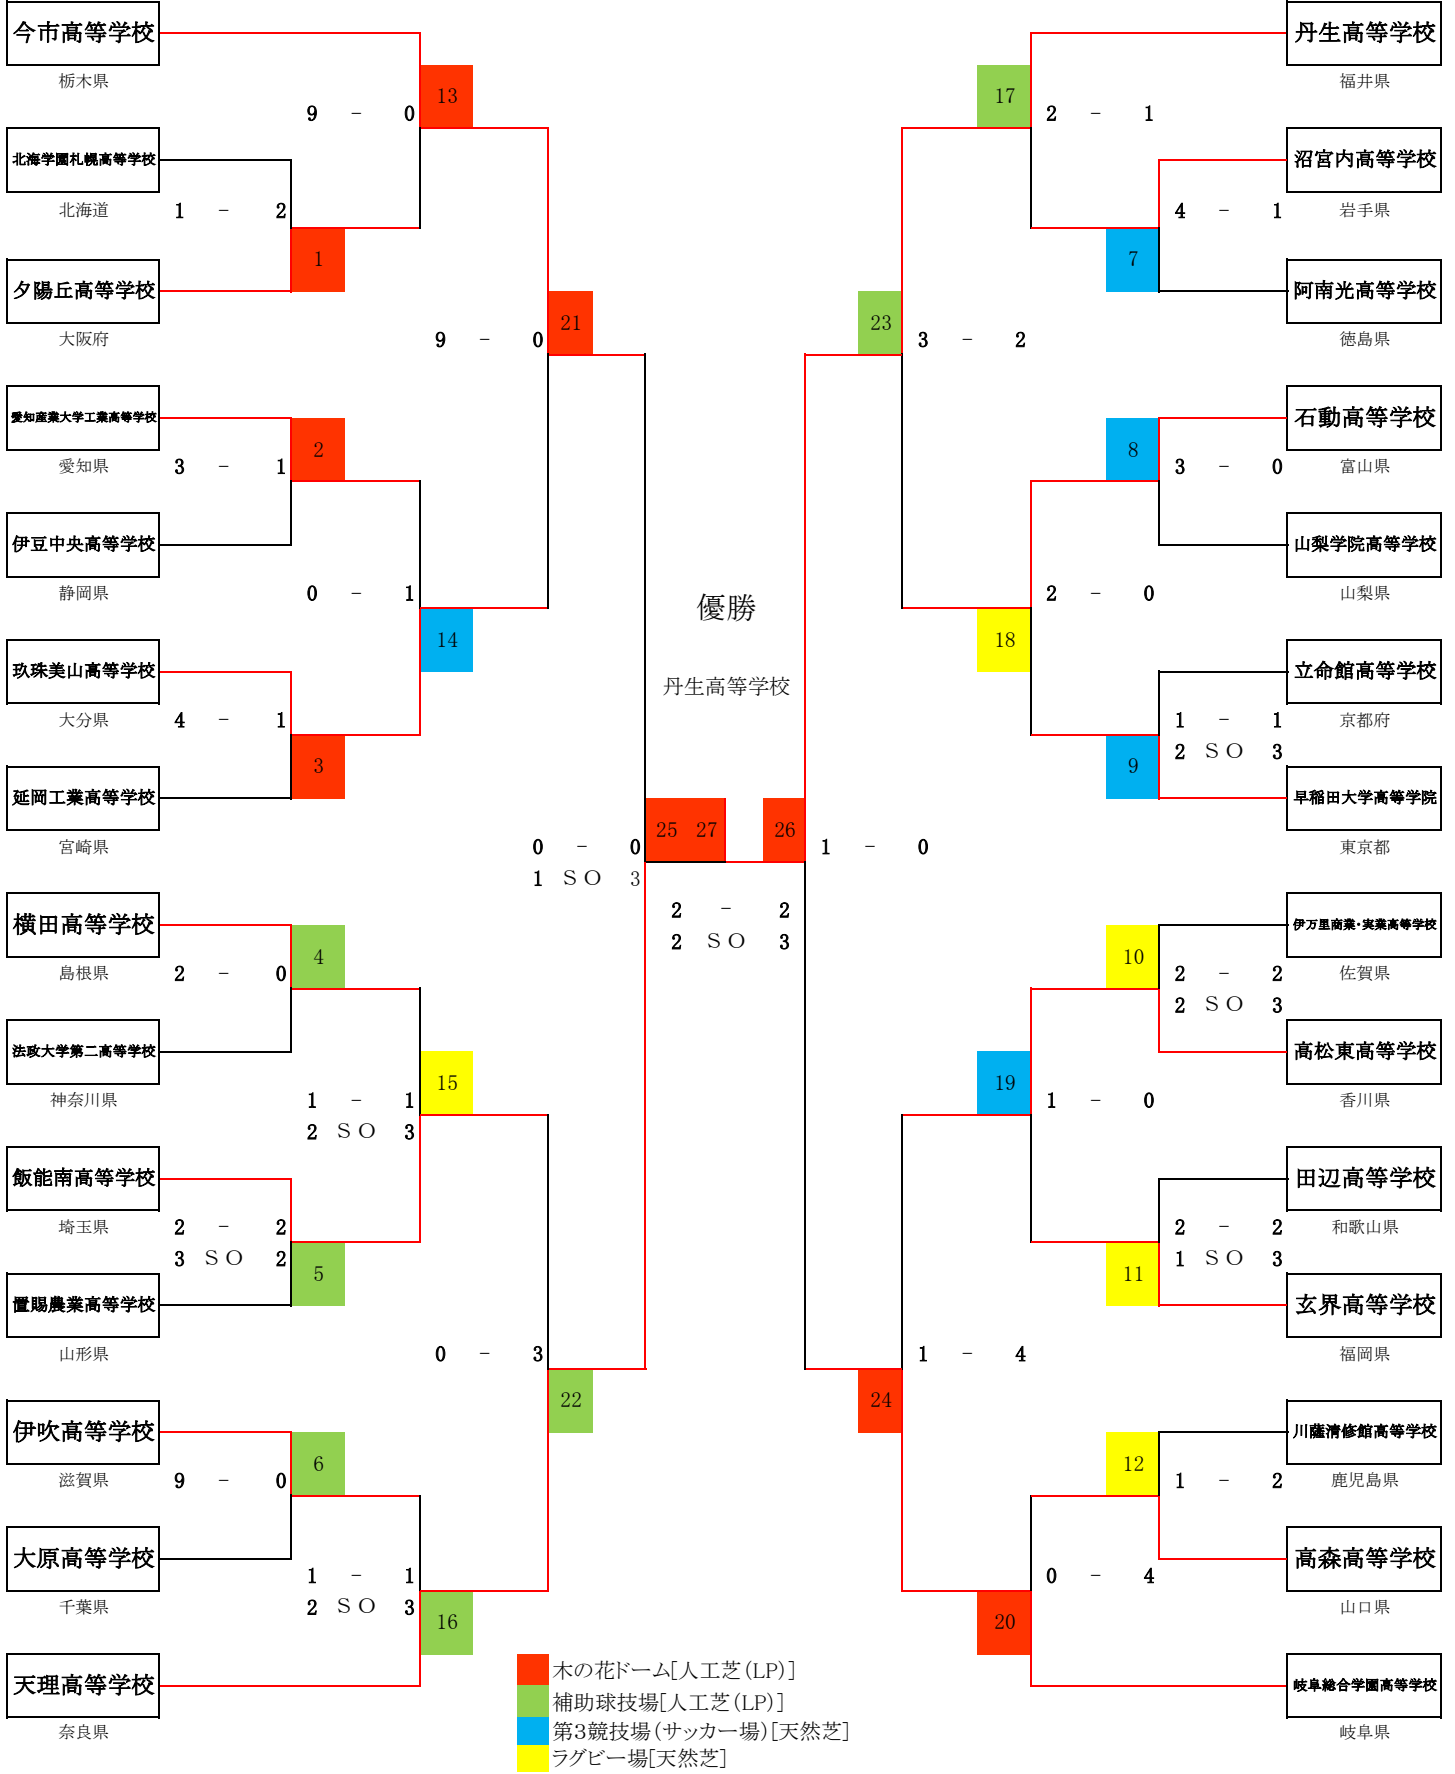 今市高等学校
栃木県
9 - 0
13
北海学園札幌高等学校
北海道
1 - 2
1
夕陽丘高等学校
大阪府
9 - 0
21
愛知産業大学工業高等学校
愛知県
3 - 1
2
伊豆中央高等学校
静岡県
0 - 1
14
玖珠美山高等学校
大分県
4 - 1
3
延岡工業高等学校
宮崎県
0 - 0
1 SO 3
25 27
横田高等学校
島根県
2 - 0
4
法政大学第二高等学校
神奈川県
1 - 1
2 SO 3
15
飯能南高等学校
埼玉県
2 - 2
3 SO 2
5
置賜農業高等学校
山形県
0 - 3
22
伊吹高等学校
滋賀県
9 - 0
6
大原高等学校
千葉県
1 - 1
2 SO 3
16
天理高等学校
奈良県
優勝
丹生高等学校
26
2 - 2
2 SO 3
丹生高等学校
福井県
17
2 - 1
沼宮内高等学校
岩手県
4 - 1
7
阿南光高等学校
徳島県
23
3 - 2
石動高等学校
富山県
8
3 - 0
山梨学院高等学校
山梨県
18
2 - 0
立命館高等学校
京都府
1 - 1
2 SO 3
9
早稲田大学高等学院
東京都
1 - 0
伊万里商業・実業高等学校
佐賀県
10
2 - 2
2 SO 3
高松東高等学校
香川県
19
1 - 0
田辺高等学校
和歌山県
2 - 2
1 SO 3
11
玄界高等学校
福岡県
1 - 4
24
川薩清修館高等学校
鹿児島県
12
1 - 2
高森高等学校
山口県
0 - 4
20
岐阜総合学園高等学校
岐阜県
木の花ドーム[人工芝(LP)]
補助球技場[人工芝(LP)]
第3競技場(サッカー場)[天然芝]
ラグビー場[天然芝]